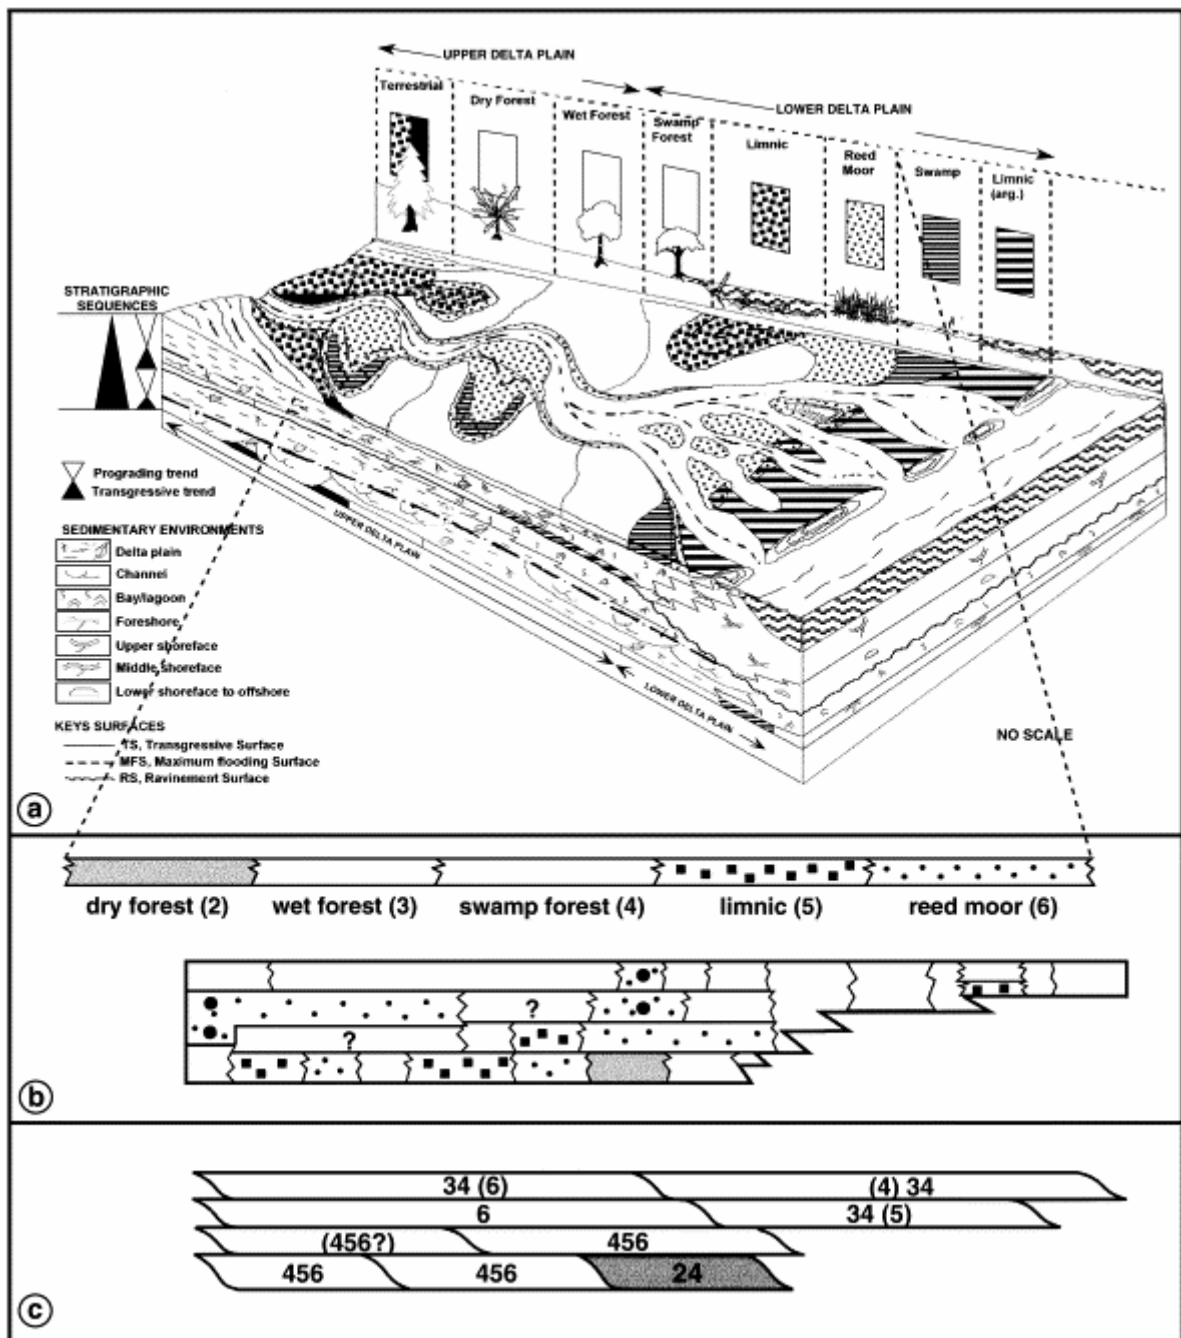 UPPER DELTA PLAIN
LOWER DELTA PLAIN
Terrestrial
Dry Forest
Wet Forest
Swamp
Forest
Limnic
Reed
Moor
Swamp
Limnic
(arg.)
STRATIGRAPHIC
SEQUENCES
Prograding trend
Transgressive trend
SEDIMENTARY ENVIRONMENTS
Delta plain
Channel
Bay/lagoon
Foreshore
Upper shoreface
Middle shoreface
Lower shoreface to offshore
KEYS SURFACES
TS, Transgressive Surface
MFS, Maximum flooding Surface
RS, Ravinement Surface
UPPER DELTA PLAIN
LOWER DELTA PLAIN
NO SCALE
a
dry forest (2)
wet forest (3)
swamp forest (4)
limnic (5)
reed moor (6)
?
?
b
34 (6)
(4) 34
6
34 (5)
(456?)
456
456
456
24
c